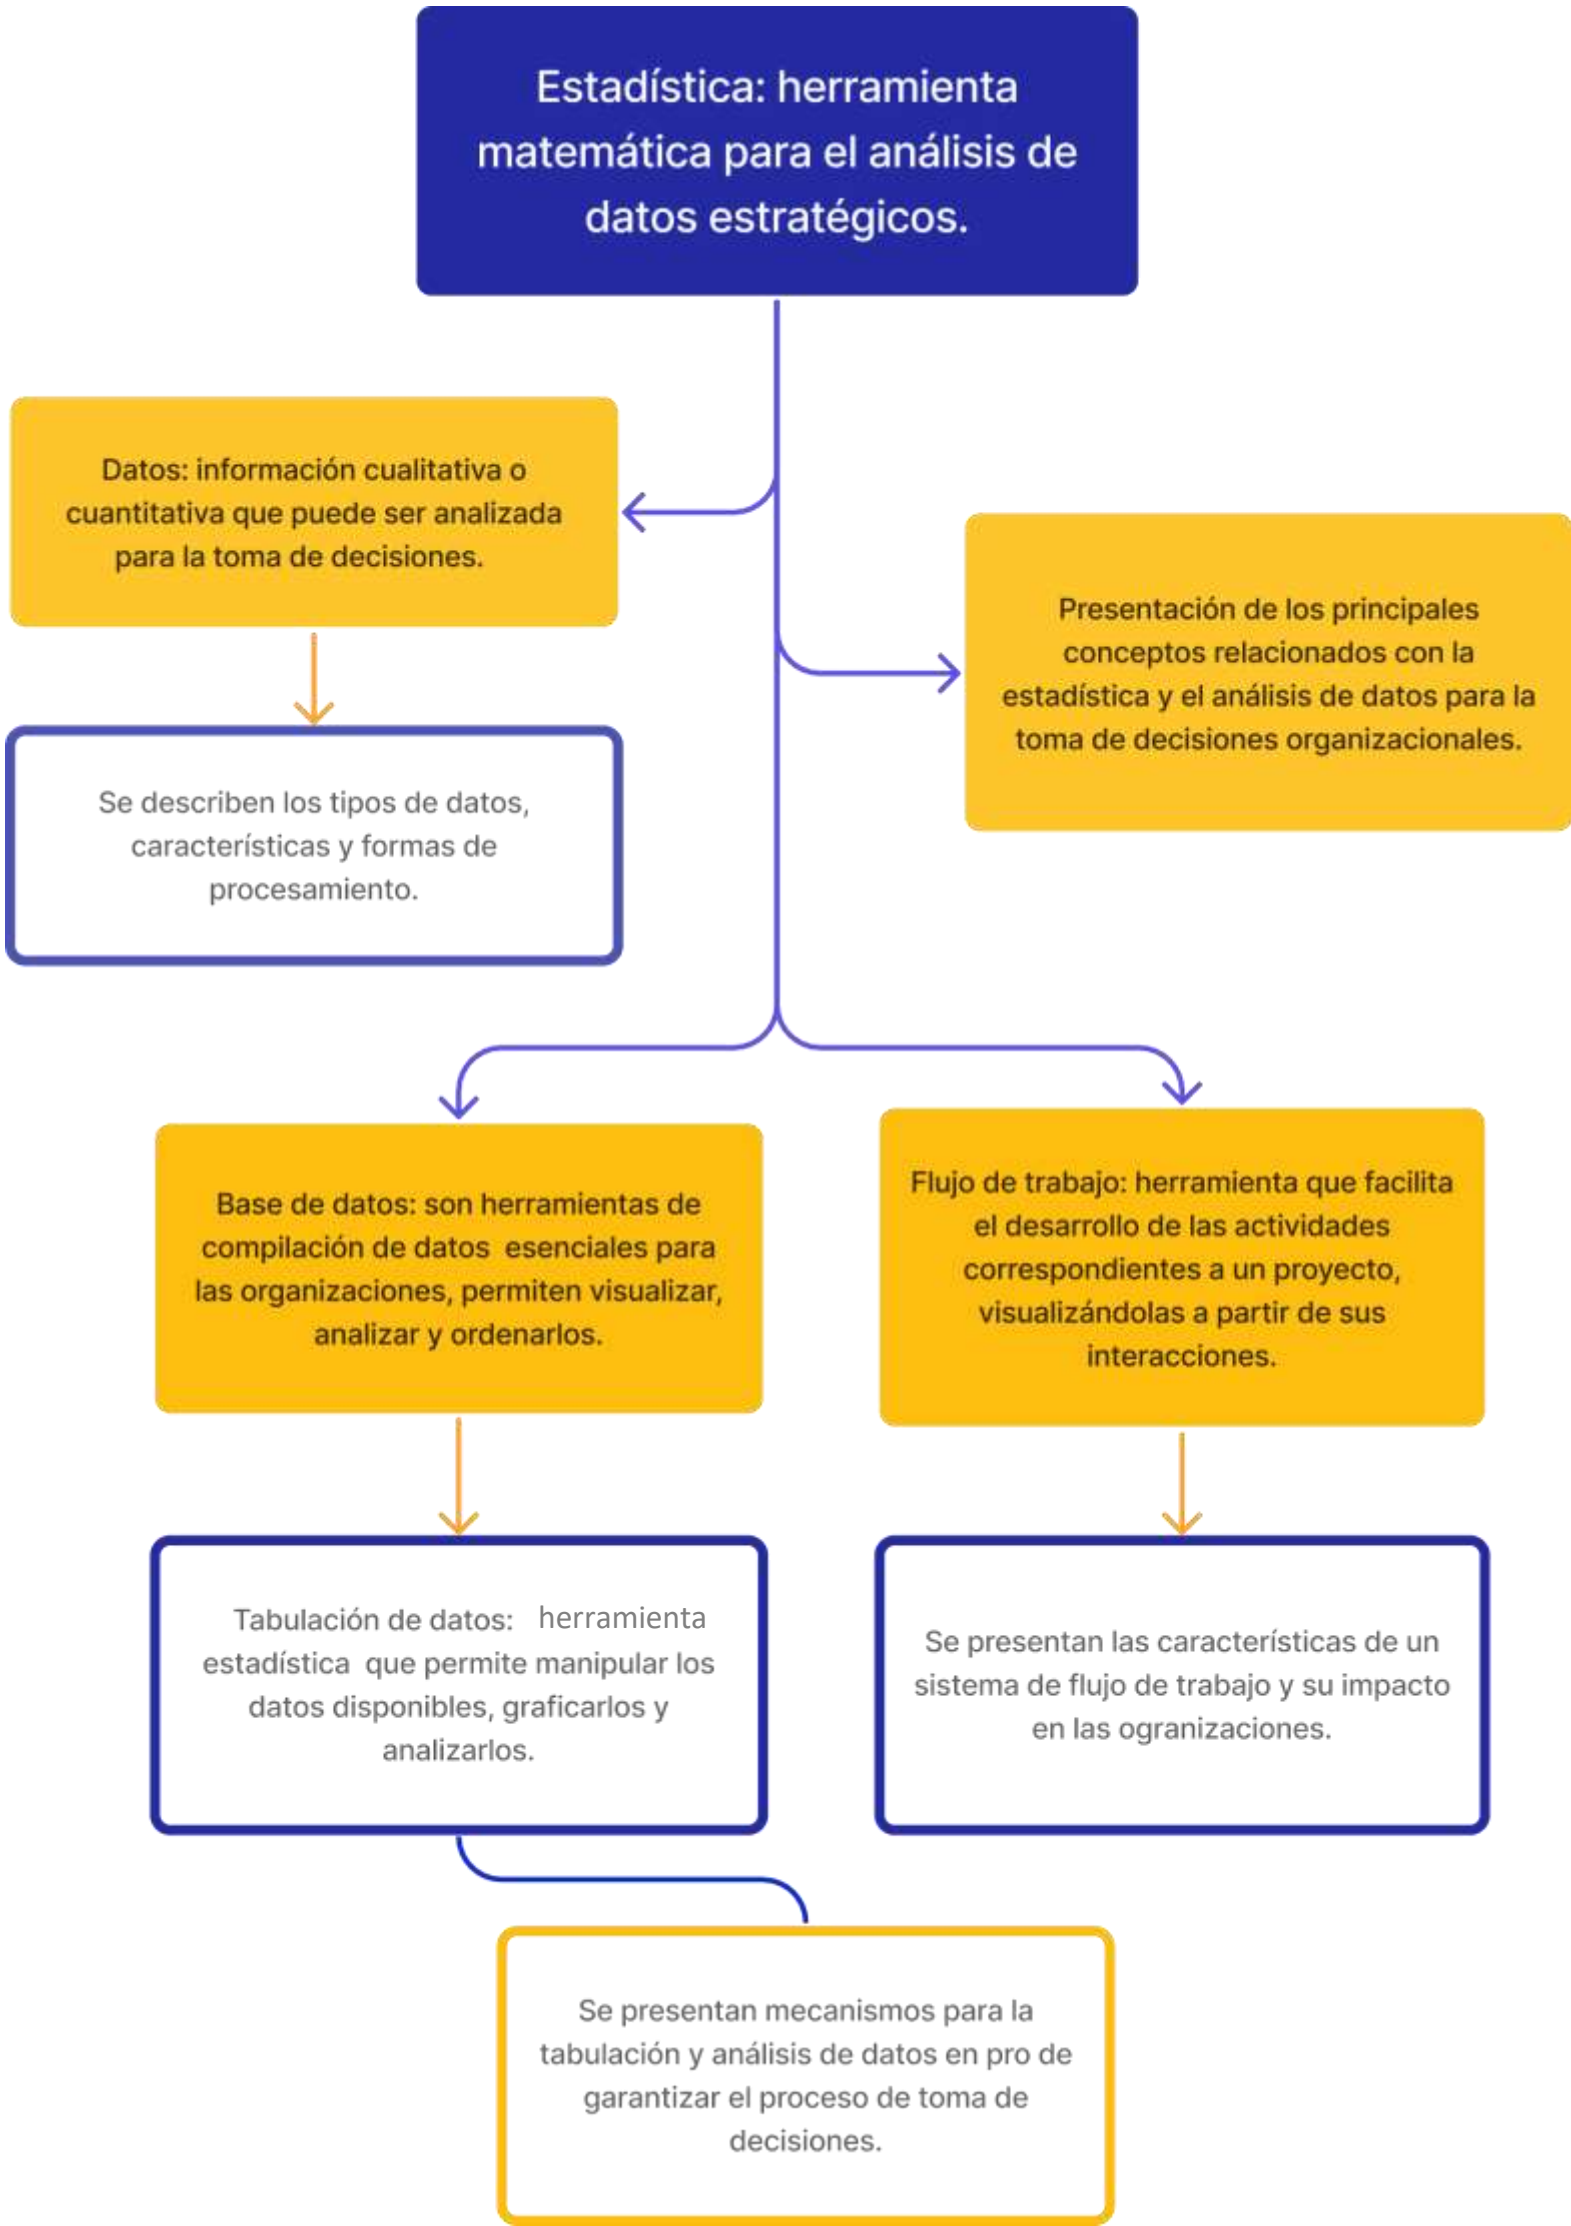 Estadística: herramienta
matemática para el análisis de
datos estratégicos.
Datos: información cualitativa o
cuantitativa que puede ser analizada
para la toma de decisiones.
Presentación de los principales
conceptos relacionados con la
estadística y el análisis de datos para la
toma de decisiones organizacionales.
Se describen los tipos de datos,
características y formas de
procesamiento.
Base de datos: son herramientas de
compilación de datos  esenciales para
las organizaciones, permiten visualizar,
analizar y ordenarlos.
Flujo de trabajo: herramienta que facilita
el desarrollo de las actividades
correspondientes a un proyecto,
visualizándolas a partir de sus
interacciones.
Tabulación de datos:  herramienta
estadística  que permite manipular los
datos disponibles, graficarlos y
analizarlos.
Se presentan las características de un
sistema de flujo de trabajo y su impacto
en las ogranizaciones.
Se presentan mecanismos para la
tabulación y análisis de datos en pro de
garantizar el proceso de toma de
decisiones.